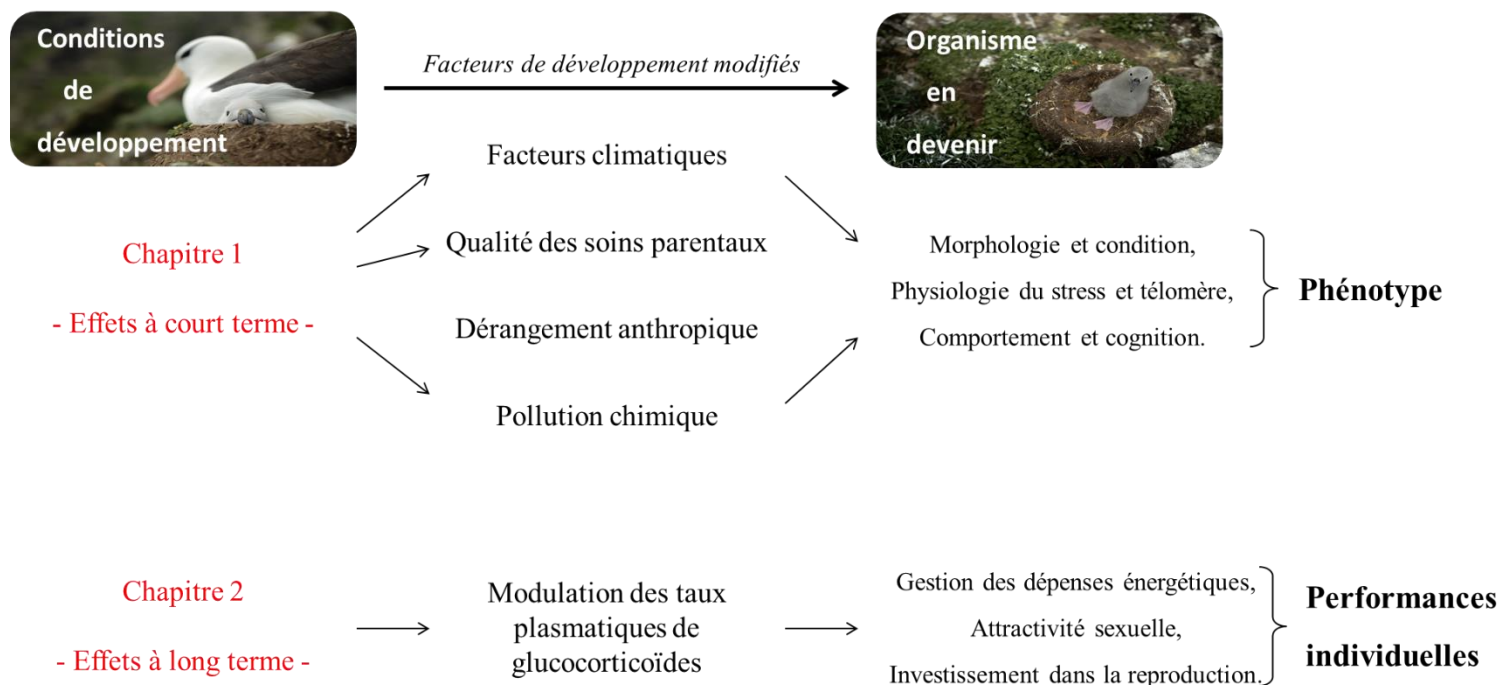 Conditions
de
développement
Facteurs de développement modifiés
Organisme
en
devenir
Facteurs climatiques
Qualité des soins parentaux
Dérangement anthropique
Pollution chimique
Chapitre 1
- Effets à court terme -
Morphologie et condition,
Physiologie du stress et télomère,
Comportement et cognition.
Phénotype
Chapitre 2
- Effets à long terme -
Modulation des taux
plasmatiques de
glucocorticoïdes
Gestion des dépenses énergétiques,
Attractivité sexuelle,
Investissement dans la reproduction.
Performances
individuelles